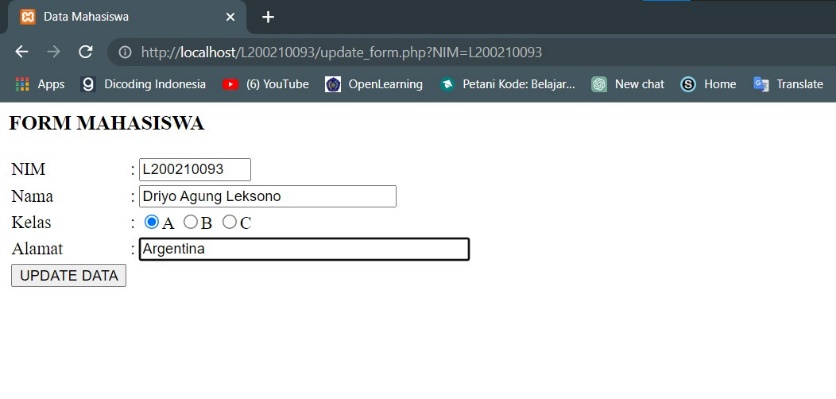 Data Mahasiswa
http://localhost/L200210093/update_form.php?NIM=L200210093
Apps Dicoding Indonesia (6) YouTube OpenLearning Petani Kode: Belajar... New chat Home Translate
FORM MAHASISWA
NIM : L200210093
Nama : Driyo Agung Leksono
Kelas : A B C
Alamat : Argentina
UPDATE DATA